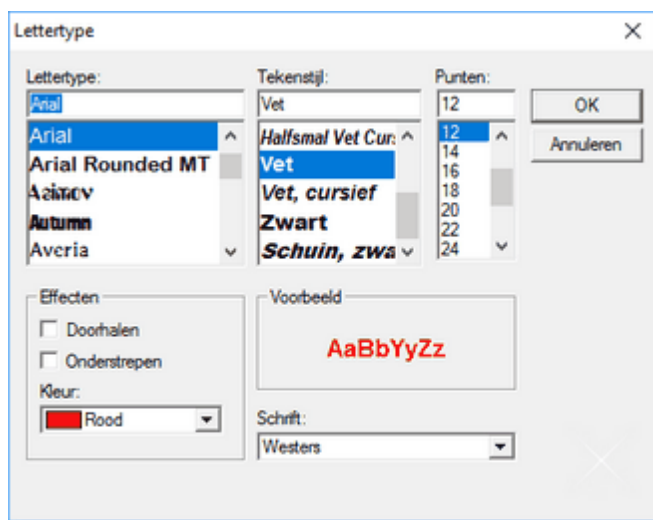 Lettertype
Lettertype:
Arial
Arial
Arial Rounded MT
Asimov
Autumn
Averia
Tekenstijl:
Vet
Halfsmal Vet Cur
Vet
Vet, cursief
Zwart
Schuin, zwa
Punten:
12
12
14
16
18
20
22
24
OK
Annuleren
Effecten
Doorhalen
Onderstrepen
Kleur:
Rood
Voorbeeld
AaBbYyZz
Schrift:
Westers